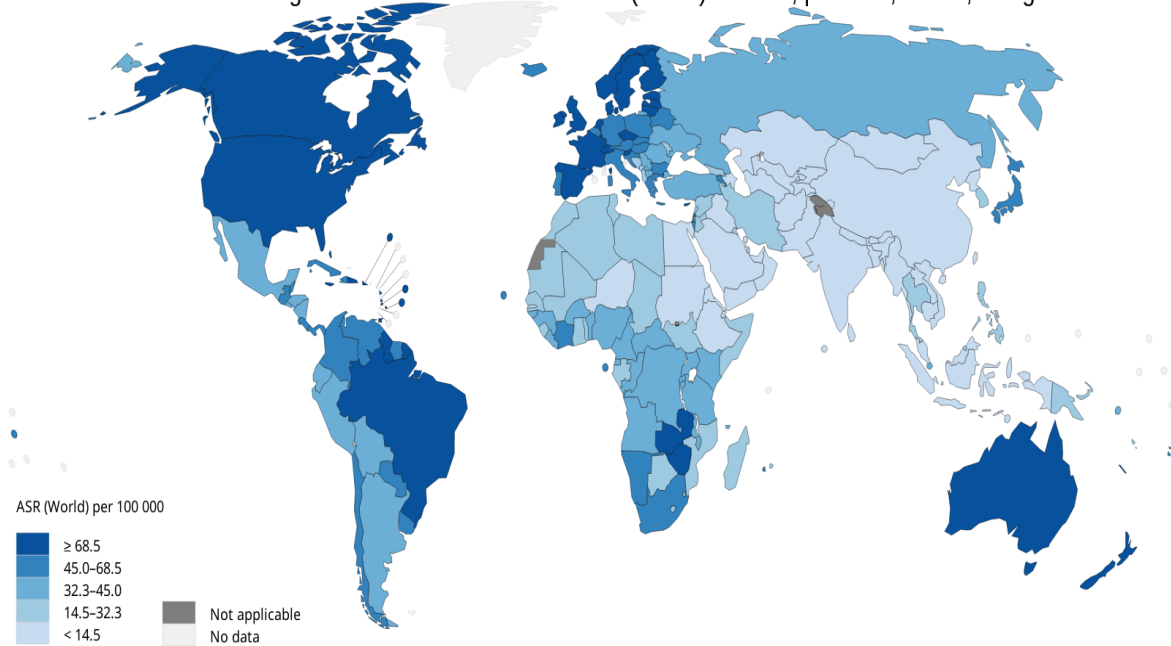 ASR (World) per 100 000
≥ 68.5
45.0–68.5
32.3–45.0
14.5–32.3
< 14.5
Not applicable
No data